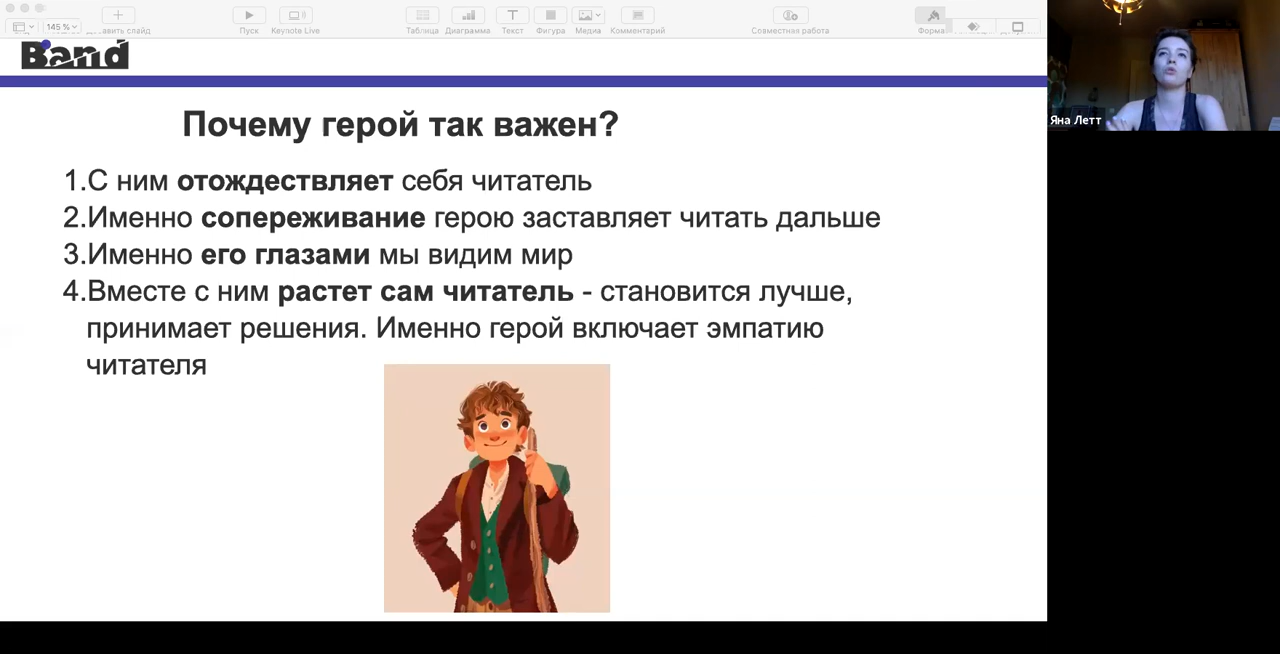 145 %
Добавить слайд
Пуск
Keynote Live
Таблица
Диаграмма
Текст
Фигура
Медиа
Комментарий
Совместная работа
Band
Почему герой так важен?
1.С ним отождествляет себя читатель
2.Именно сопереживание герою заставляет читать дальше
3.Именно его глазами мы видим мир
4.Вместе с ним растет сам читатель - становится лучше,
принимает решения. Именно герой включает эмпатию
читателя
Яна Летт